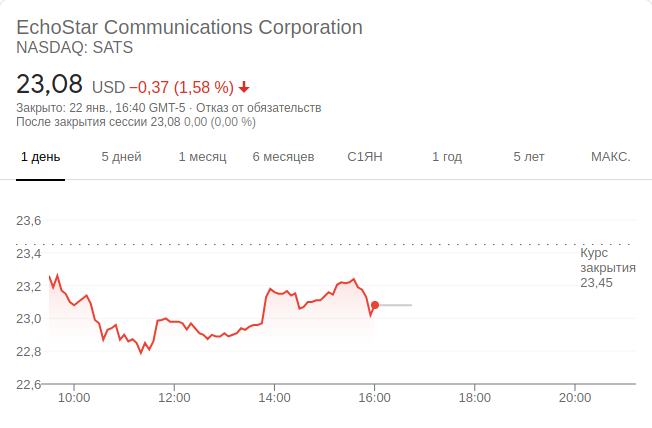 EchoStar Communications Corporation
NASDAQ: SATS
23,08 USD −0,37 (1,58 %)
Закрыто: 22 янв., 16:40 GMT-5 · Отказ от обязательств
После закрытия сессии 23,08 0,00 (0,00 %)
1 день 5 дней 1 месяц 6 месяцев С1ЯН 1 год 5 лет МАКС.
23,6
23,4
23,2
23,0
22,8
22,6
Курс
закрытия
23,45
10:00 12:00 14:00 16:00 18:00 20:00